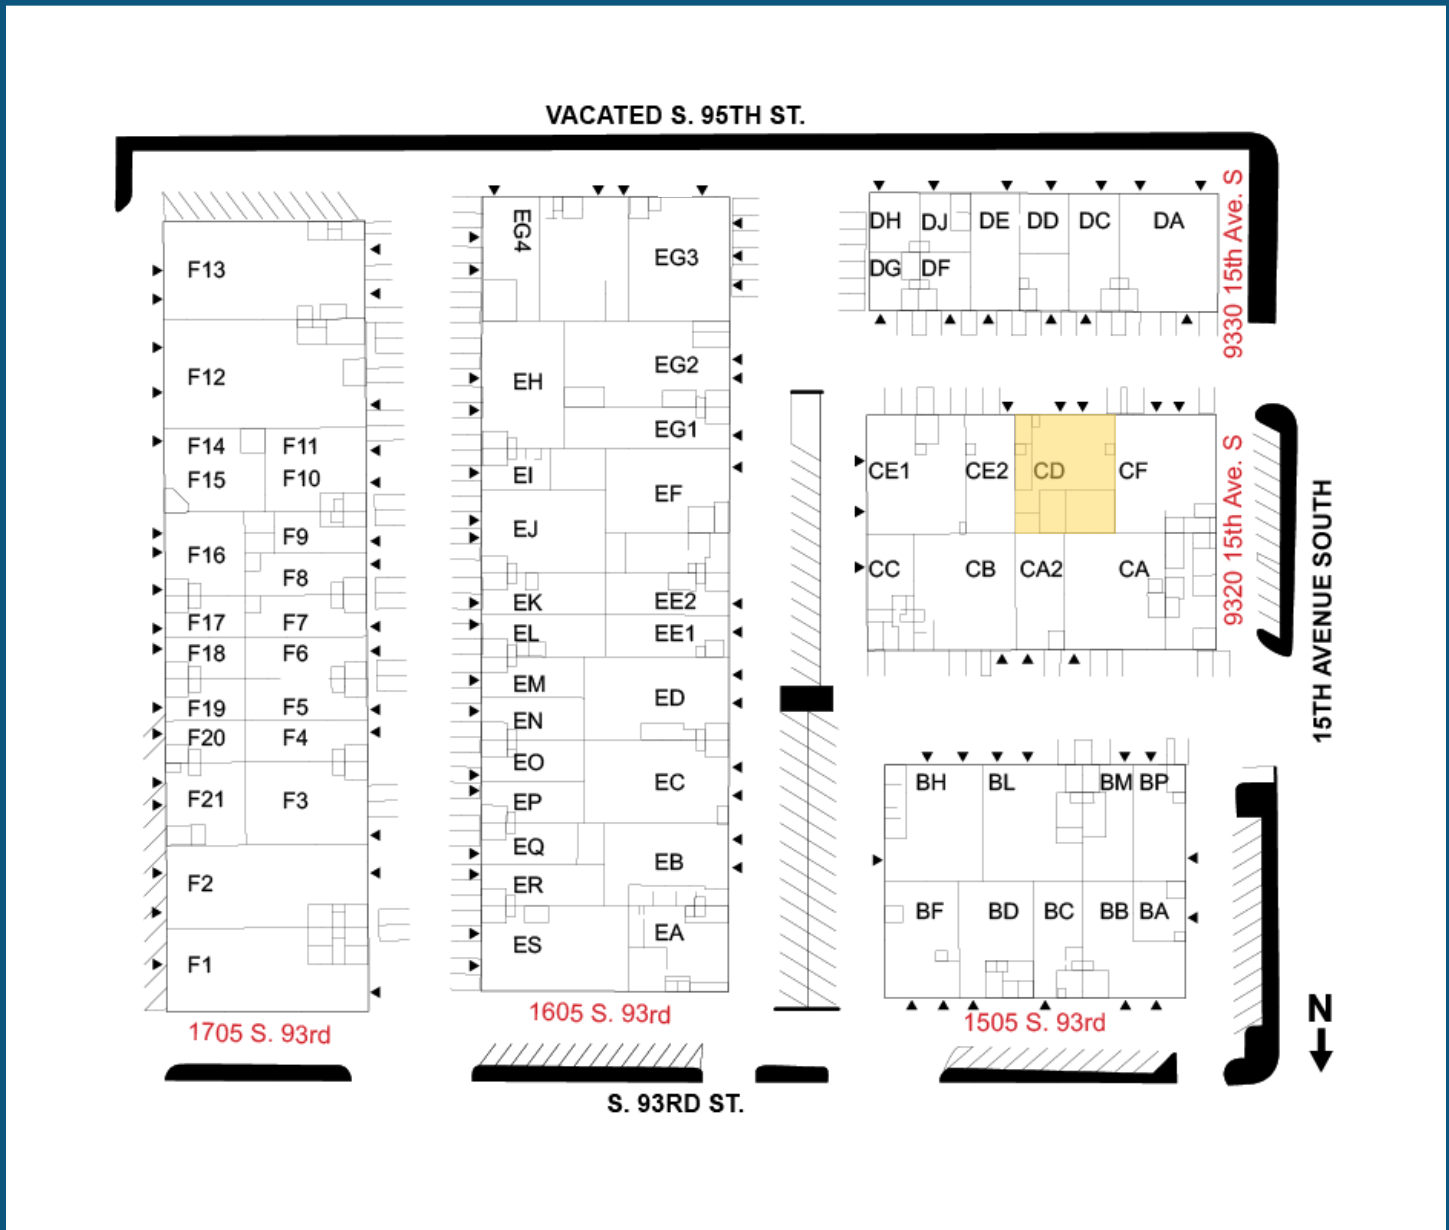 VACATED S. 95TH ST.
F13
F12
F14
F11
F15
F10
F16
F9
F8
F17
F7
F18
F6
F19
F5
F20
F4
F21
F3
F2
F1
1705 S. 93rd
EG4
EG3
EG2
EH
EG1
EI
EF
EJ
EK
EE2
EL
EE1
EM
ED
EN
EO
EC
EP
EQ
EB
ER
ES
EA
1605 S. 93rd
DH
DJ
DE
DD
DC
DA
DG
DF
9330 15th Ave. S
CE1
CE2
CD
CF
CC
CB
CA2
CA
9320 15th Ave. S
15TH AVENUE SOUTH
BH
BL
BM
BP
BF
BD
BC
BB
BA
1505 S. 93rd
N
S. 93RD ST.